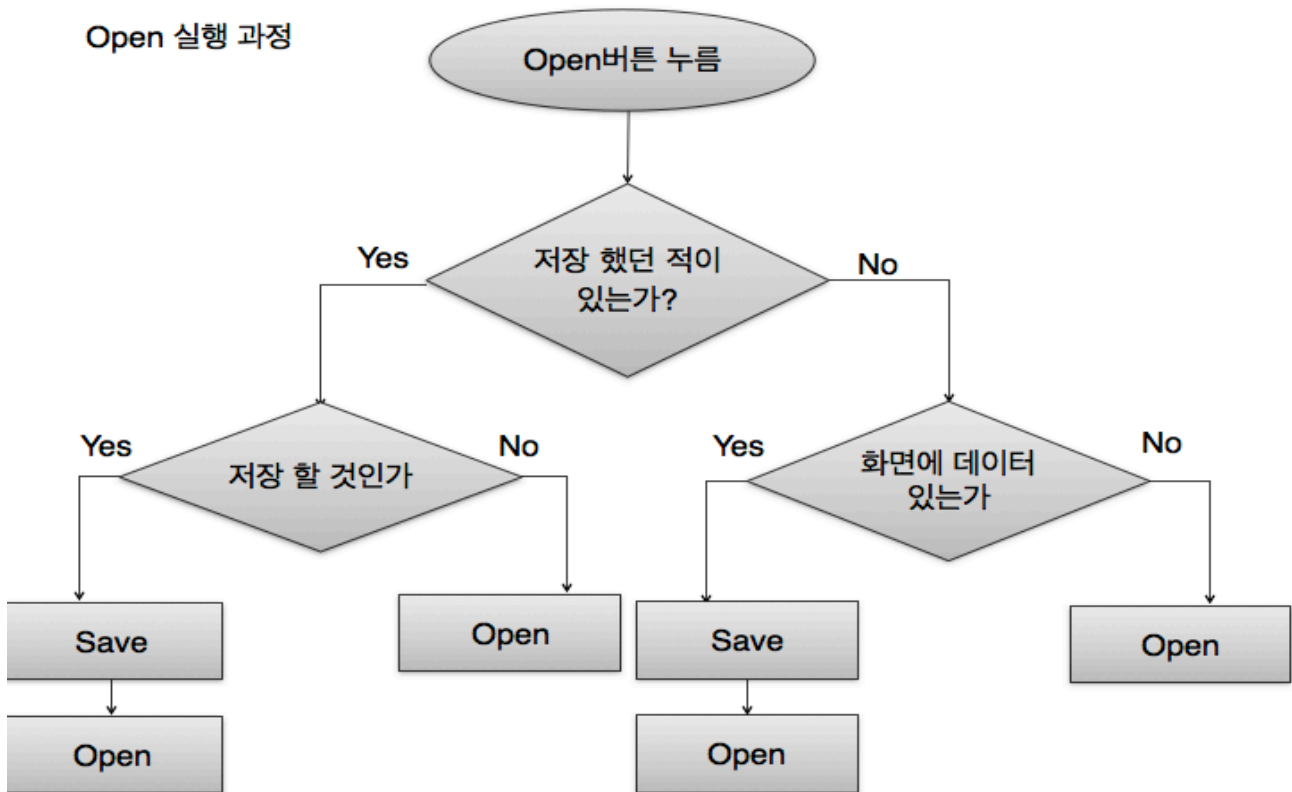 Open 실행 과정
Open버튼 누름
저장 했던 적이
있는가?
Yes
No
저장 할 것인가
Yes
No
화면에 데이터
있는가
Yes
No
Save
Open
Save
Open
Open
Open